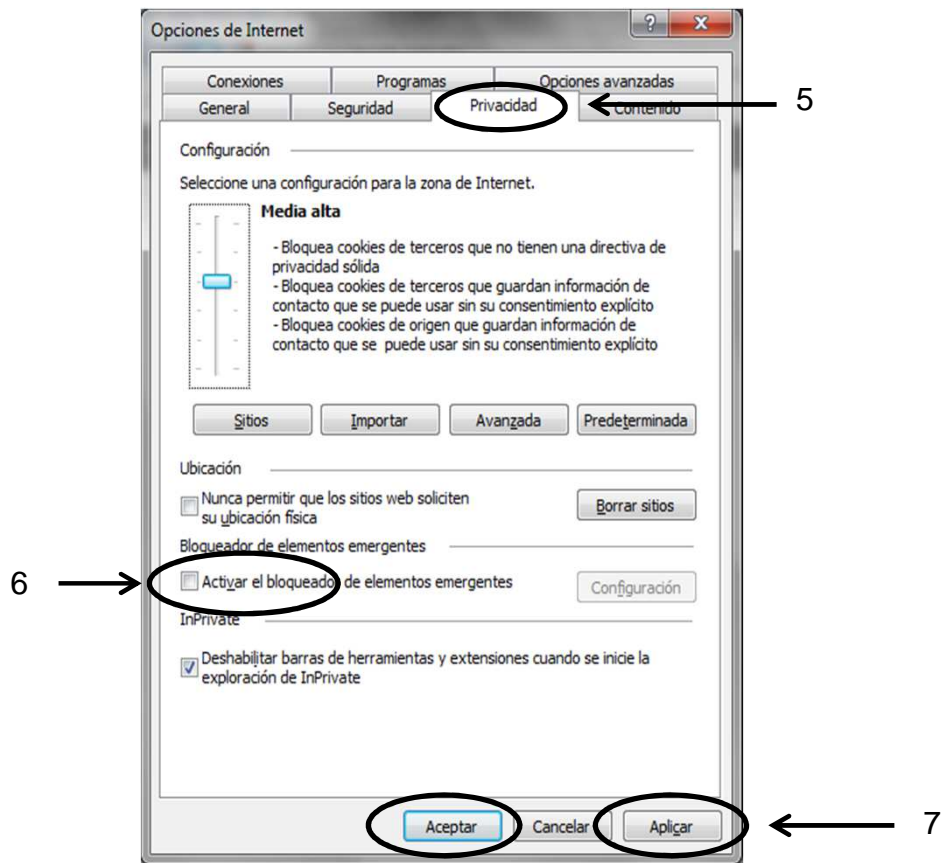 Opciones de Internet
Conexiones Programas Opciones avanzadas
General Seguridad Privacidad Contenido
5
Configuración
Seleccione una configuración para la zona de Internet.
Media alta
- Bloquea cookies de terceros que no tienen una directiva de
privacidad sólida
- Bloquea cookies de terceros que guardan información de
contacto que se puede usar sin su consentimiento explícito
- Bloquea cookies de origen que guardan información de
contacto que se puede usar sin su consentimiento explícito
Sitios Importar Avanzada Predeterminada
Ubicación
Nunca permitir que los sitios web soliciten
su ubicación física
Borrar sitios
Bloqueador de elementos emergentes
6
Activar el bloqueador de elementos emergentes
Configuración
InPrivate
Deshabilitar barras de herramientas y extensiones cuando se inicie la
exploración de InPrivate
Aceptar Cancelar Aplicar
7